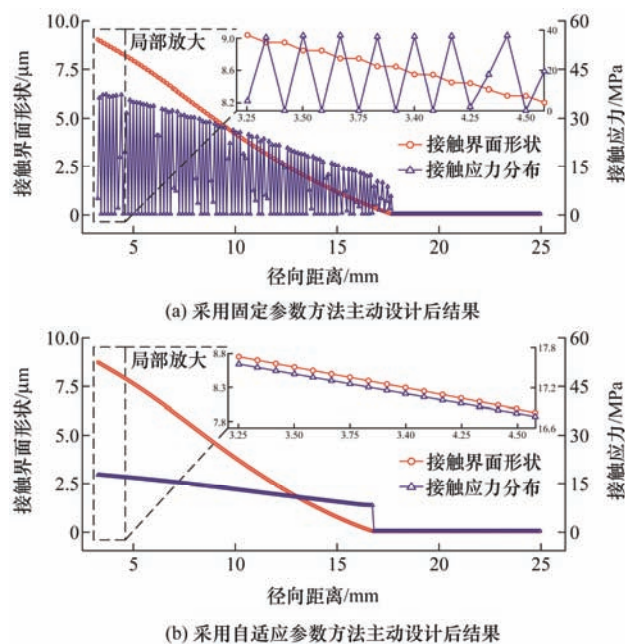 10.0
7.5
5.0
2.5
0
接触界面形状/μm
局部放大
9.0
8.6
8.2
40
0
3.25 3.40 3.50 3.75 3.40 4.25 4.50
接触界面形状
接触应力分布
60
45
30
15
0
接触应力/MPa
5 10 15 20 25
径向距离/mm
(a) 采用固定参数方法主动设计后结果
10.0
7.5
5.0
2.5
0
接触界面形状/μm
局部放大
8.8
8.3
7.8
17.8
17.2
16.6
3.25 3.50 3.75 3.40 4.25 4.50
接触界面形状
接触应力分布
60
45
30
15
0
接触应力/MPa
5 10 15 20 25
径向距离/mm
(b) 采用自适应参数方法主动设计后结果